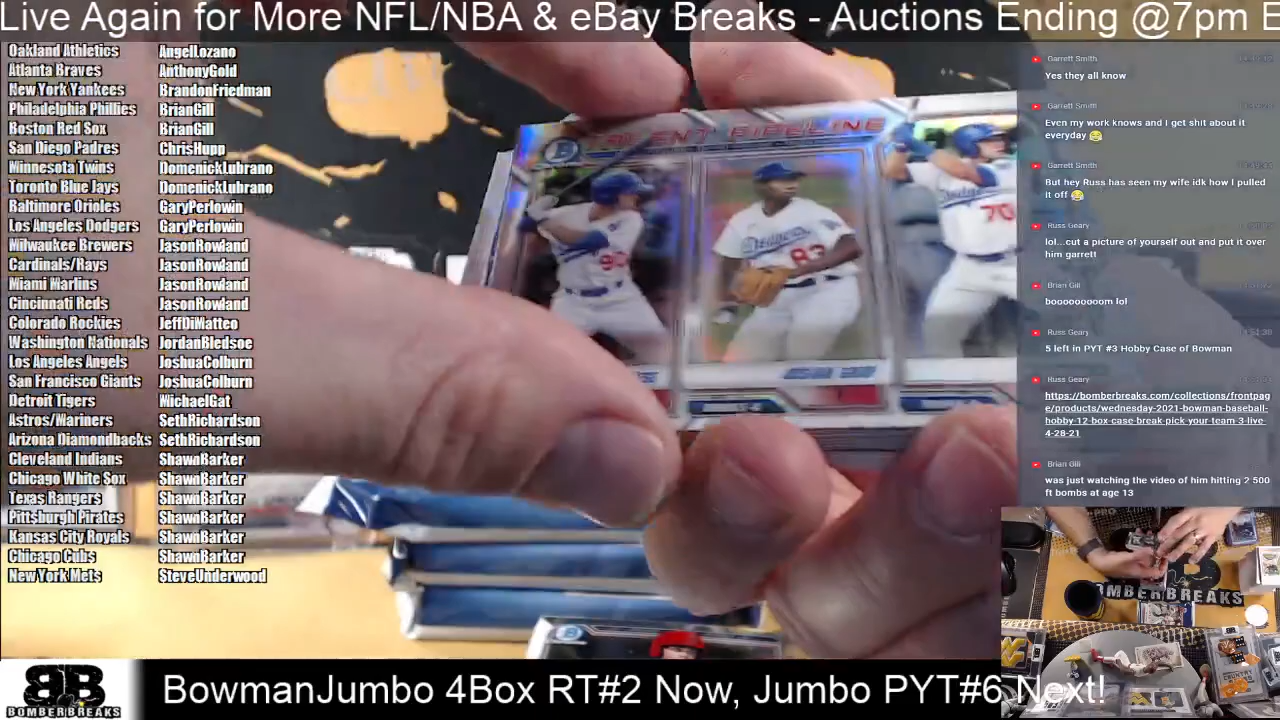 Live Again for More NFL/NBA & eBay Breaks - Auctions Ending @7pm E
Oakland Athletics AngelLozano
Atlanta Braves AnthonyGold
New York Yankees BrandonFriedman
Philadelphia Phillies BrianGill
Boston Red Sox BrianGill
San Diego Padres ChrisHupp
Minnesota Twins DomenickLubrano
Toronto Blue Jays DomenickLubrano
Baltimore Orioles GaryPerlowin
Los Angeles Dodgers GaryPerlowin
Milwaukee Brewers JasonRowland
Cardinals/Rays JasonRowland
Miami Marlins JasonRowland
Cincinnati Reds JasonRowland
Colorado Rockies JeffDiMatteo
Washington Nationals JordanBledsoe
Los Angeles Angels JoshuaColburn
San Francisco Giants JoshuaColburn
Detroit Tigers MichaelGat
Astros/Mariners SethRichardson
Arizona Diamondbacks SethRichardson
Cleveland Indians ShawnBarker
Chicago White Sox ShawnBarker
Texas Rangers ShawnBarker
Pittsburgh Pirates ShawnBarker
Kansas City Royals ShawnBarker
Chicago Cubs ShawnBarker
New York Mets SteveUnderwood
TALENT PIPELINE
Dodgers
83
70
Garrett Smith
Yes they all know
Garrett Smith
Even my work knows and I get shit about it
everyday 😂
Garrett Smith
But hey Russ has seen my wife idk how I pulled
it off 😂
Russ Geary
lol...cut a picture of yourself out and put it over
him garrett
Brian Gill
boooooooom lol
Russ Geary
5 left in PYT #3 Hobby Case of Bowman
Russ Geary
https://bomberbreaks.com/collections/frontpag
e/products/wednesday-2021-bowman-baseball-
hobby-12-box-case-break-pick-your-team-3-live-
4-28-21
Brian Gill
was just watching the video of him hitting 2 500
ft bombs at age 13
BOMBERBREAKS
BB
BOMBERBREAKS
BowmanJumbo 4Box RT#2 Now, Jumbo PYT#6 Next!